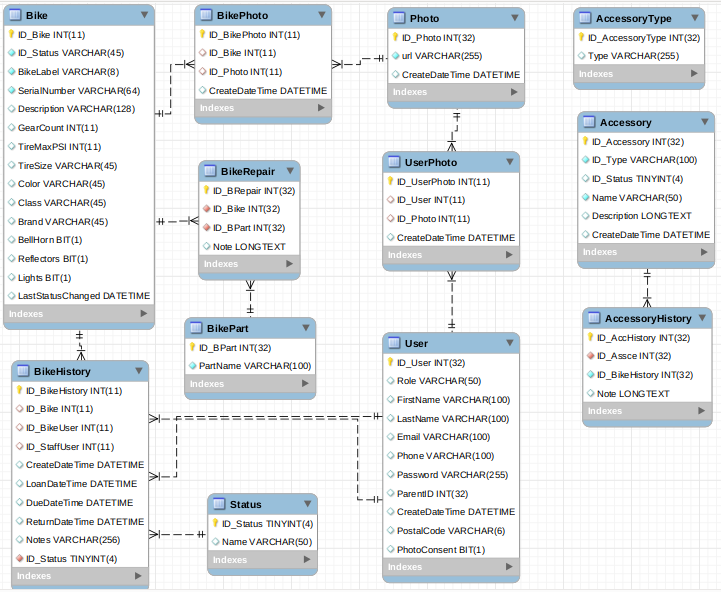 Bike
ID_Bike INT(11)
ID_Status VARCHAR(45)
BikeLabel VARCHAR(8)
SerialNumber VARCHAR(64)
Description VARCHAR(128)
GearCount INT(11)
TireMaxPSI INT(11)
TireSize VARCHAR(45)
Color VARCHAR(45)
Class VARCHAR(45)
Brand VARCHAR(45)
BellHorn BIT(1)
Reflectors BIT(1)
Lights BIT(1)
LastStatusChanged DATETIME
Indexes
BikePhoto
ID_BikePhoto INT(11)
ID_Bike INT(11)
ID_Photo INT(11)
CreateDateTime DATETIME
Indexes
Photo
ID_Photo INT(32)
url VARCHAR(255)
CreateDateTime DATETIME
Indexes
AccessoryType
ID_AccessoryType INT(32)
Type VARCHAR(255)
Indexes
Accessory
ID_Accessory INT(32)
ID_Type VARCHAR(100)
ID_Status TINYINT(4)
Name VARCHAR(50)
Description LONGTEXT
CreateDateTime DATETIME
Indexes
BikeRepair
ID_BRepair INT(32)
ID_Bike INT(32)
ID_BPart INT(32)
Note LONGTEXT
Indexes
UserPhoto
ID_UserPhoto INT(11)
ID_User INT(11)
ID_Photo INT(11)
CreateDateTime DATETIME
Indexes
BikePart
ID_BPart INT(32)
PartName VARCHAR(100)
Indexes
AccessoryHistory
ID_AccHistory INT(32)
ID_Assce INT(32)
ID_BikeHistory INT(32)
Note LONGTEXT
Indexes
BikeHistory
ID_BikeHistory INT(11)
ID_Bike INT(11)
ID_BikeUser INT(11)
ID_StaffUser INT(11)
CreateDateTime DATETIME
LoanDateTime DATETIME
DueDateTime DATETIME
ReturnDateTime DATETIME
Notes VARCHAR(256)
ID_Status TINYINT(4)
Indexes
User
ID_User INT(32)
Role VARCHAR(50)
FirstName VARCHAR(100)
LastName VARCHAR(100)
Email VARCHAR(100)
Phone VARCHAR(100)
Password VARCHAR(255)
ParentID INT(32)
CreateDateTime DATETIME
PostalCode VARCHAR(6)
PhotoConsent BIT(1)
Indexes
Status
ID_Status TINYINT(4)
Name VARCHAR(50)
Indexes